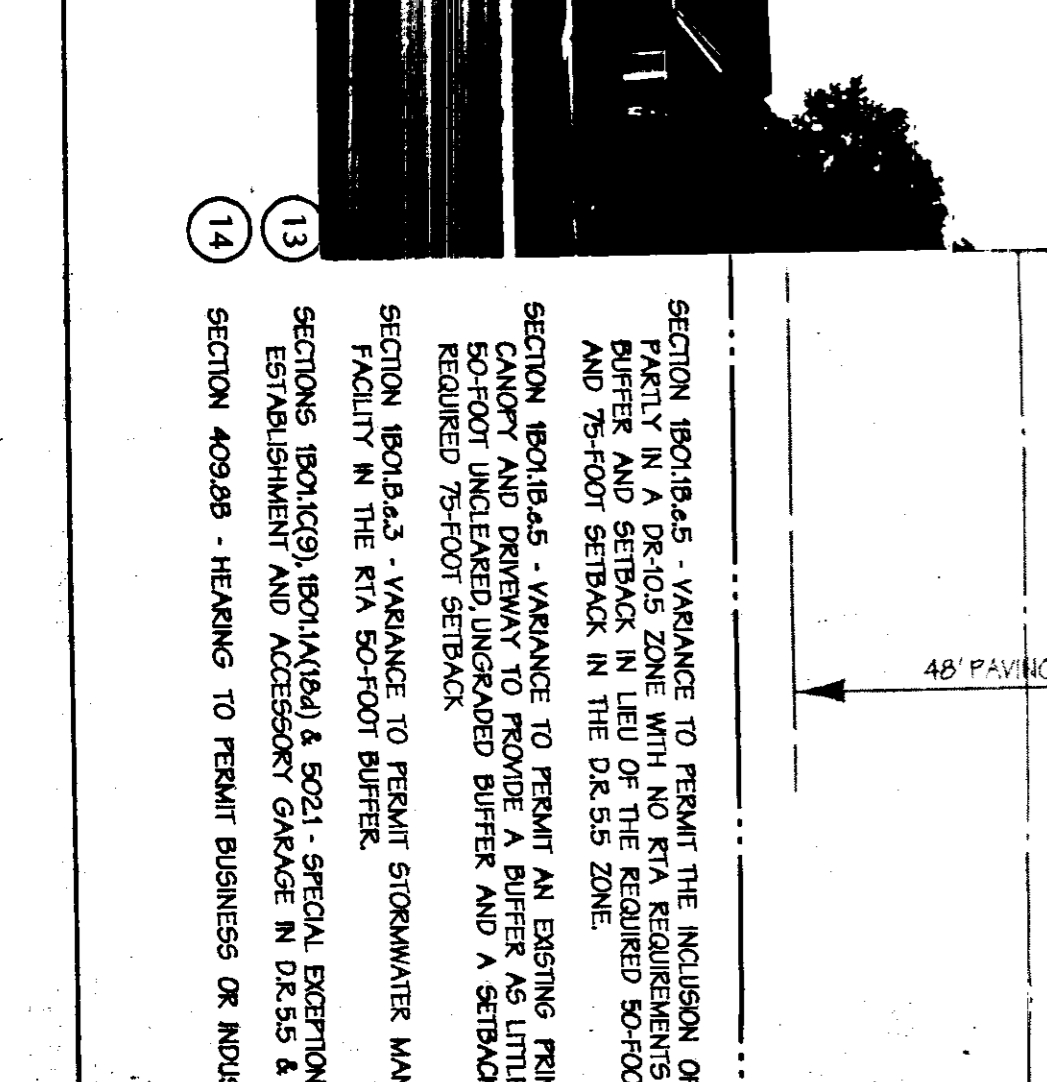 SECTION 1B01.1B.e.5 - VARIANCE TO PERMIT THE INCLUSION OF
PARTLY IN A DR-10.5 ZONE WITH NO RTA REQUIREMENTS
BUFFER AND SETBACK IN LIEU OF THE REQUIRED 50-FOO
AND 75-FOOT SETBACK IN THE D.R. 5.5 ZONE.
SECTION 1B01.1B.e.5 - VARIANCE TO PERMIT AN EXISTING PRIN
CANOPY AND DRIVEWAY TO PROVIDE A BUFFER AS LITTLE
50-FOOT UNCLEARED, UNGRADED BUFFER AND A SETBACK
REQUIRED 75-FOOT SETBACK
SECTION 1B01.B.e.3 - VARIANCE TO PERMIT STORMWATER MAN
FACILITY IN THE RTA 50-FOOT BUFFER.
13 SECTIONS 1B01.1C(9), 1B01.1A(18d) & 502.1 - SPECIAL EXCEPTION
ESTABLISHMENT AND ACCESSORY GARAGE IN D.R. 5.5 &
14 SECTION 409.8B - HEARING TO PERMIT BUSINESS OR INDUS
48' PAVING